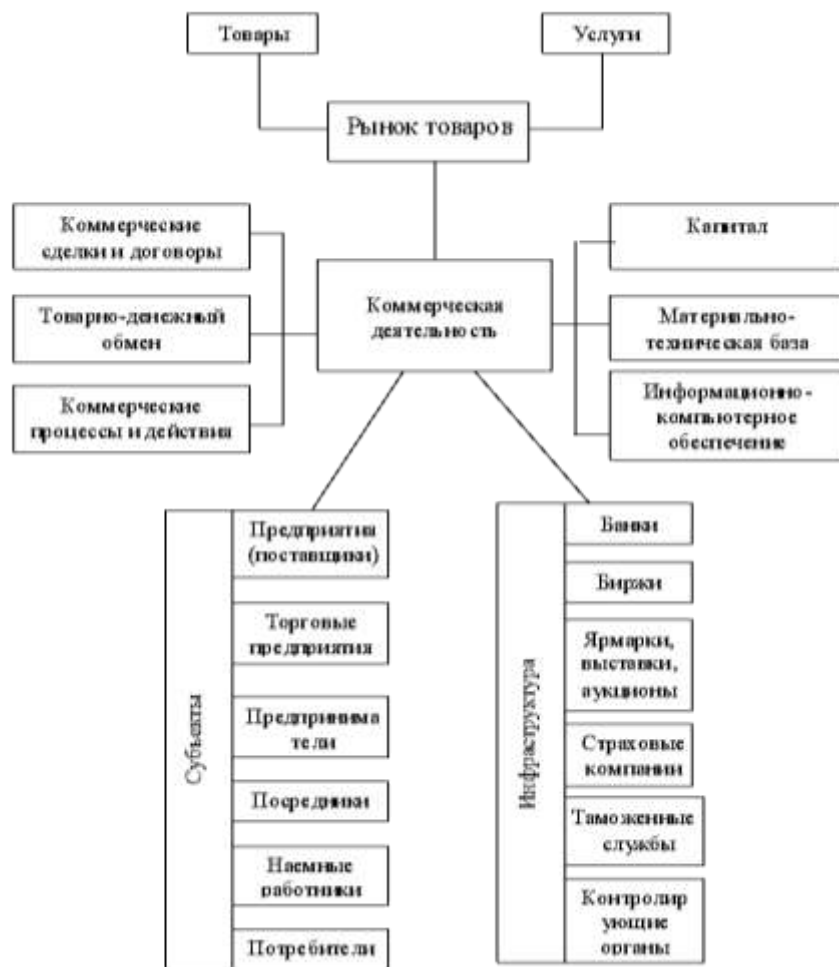 Товары
Услуги
Рынок товаров
Коммерческие
сделки и договоры
Товарно-денежный
обмен
Коммерческие
процессы и действия
Коммерческая
деятельность
Капитал
Материально-
техническая база
Информационно-
компьютерное
обеспечение
Субъекты
Предприятия
(поставщики)
Торговые
предприятия
Предпринима
тели
Посредники
Наемные
работники
Потребители
Инфраструктура
Банки
Биржи
Ярмарки,
выставки,
аукционы
Страховые
компании
Таможенные
службы
Контролир
ующие
органы